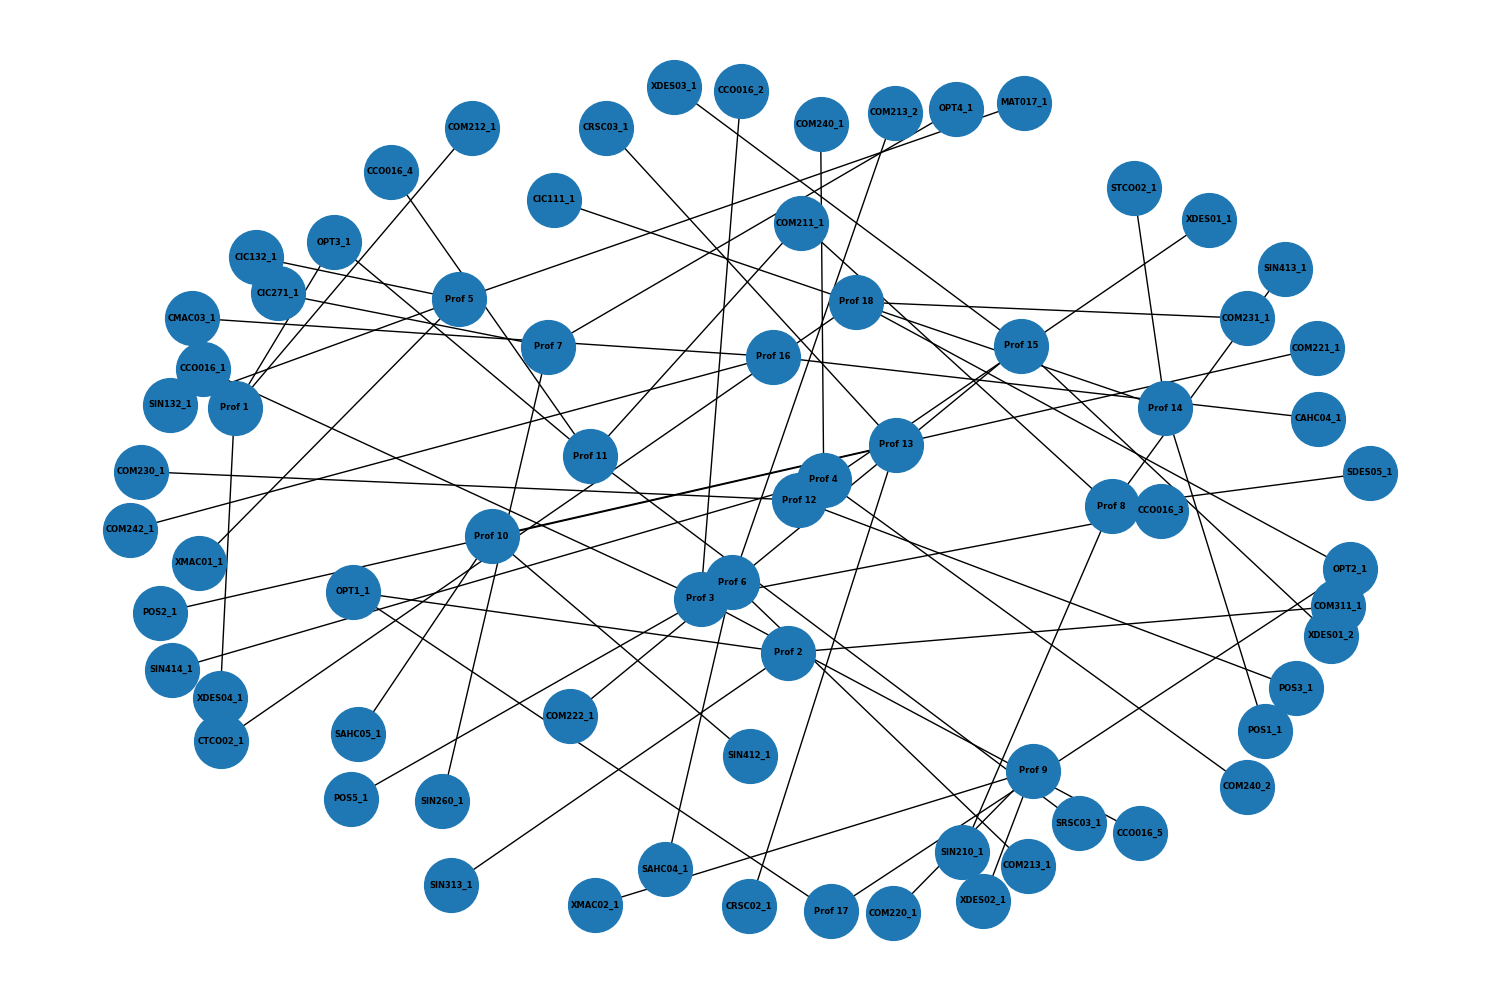 XDES03_1
CCO016_2
COM240_1
COM213_2
OPT4_1
MAT017_1
COM212_1
CRSC03_1
CCO016_4
CIC111_1
STCO02_1
XDES01_1
COM211_1
OPT3_1
CIC132_1
SIN413_1
CIC271_1
Prof 5
Prof 18
CMAC03_1
COM231_1
Prof 7
Prof 16
Prof 15
COM221_1
CCO016_1
SIN132_1
Prof 1
Prof 14
CAHC04_1
Prof 13
Prof 11
COM230_1
Prof 4
SDES05_1
Prof 12
Prof 8
CCO016_3
COM242_1
Prof 10
XMAC01_1
OPT2_1
Prof 6
OPT1_1
Prof 3
COM311_1
POS2_1
XDES01_2
Prof 2
SIN414_1
POS3_1
XDES04_1
COM222_1
POS1_1
SAHC05_1
CTCO02_1
SIN412_1
Prof 9
COM240_2
POS5_1
SIN260_1
SRSC03_1
CCO016_5
SIN210_1
COM213_1
SAHC04_1
SIN313_1
XDES02_1
XMAC02_1
CRSC02_1
Prof 17
COM220_1